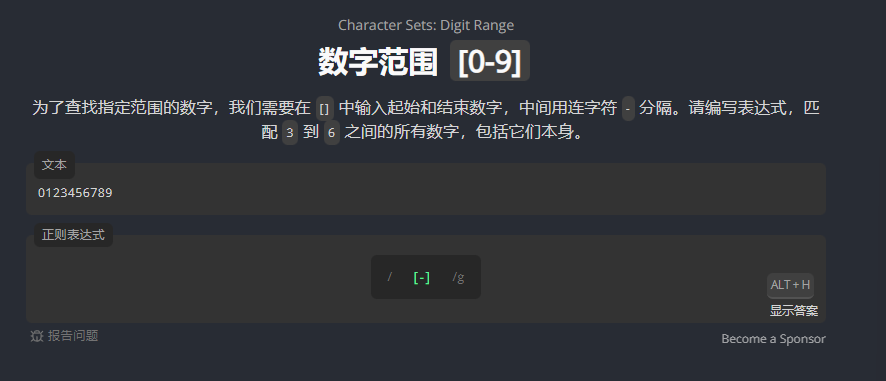 Character Sets: Digit Range
数字范围 [0-9]
为了查找指定范围的数字，我们需要在 [] 中输入起始和结束数字，中间用连字符 - 分隔。请编写表达式，匹
配 3 到 6 之间的所有数字，包括它们本身。
文本
0123456789
正则表达式
/ [-] /g
ALT + H
显示答案
报告问题
Become a Sponsor